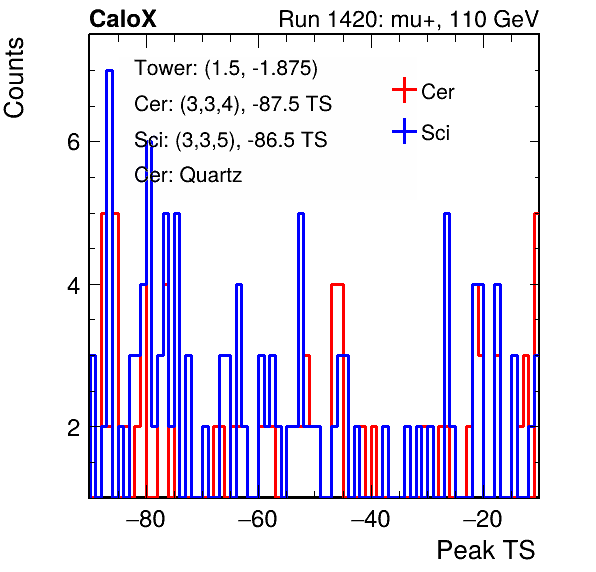 CaloX Run 1420: mu+, 110 GeV
Counts
Tower: (1.5, -1.875)
Cer: (3,3,4), -87.5 TS
Sci: (3,3,5), -86.5 TS
Cer: Quartz
Cer
Sci
6
4
2
−80 −60 −40 −20
Peak TS